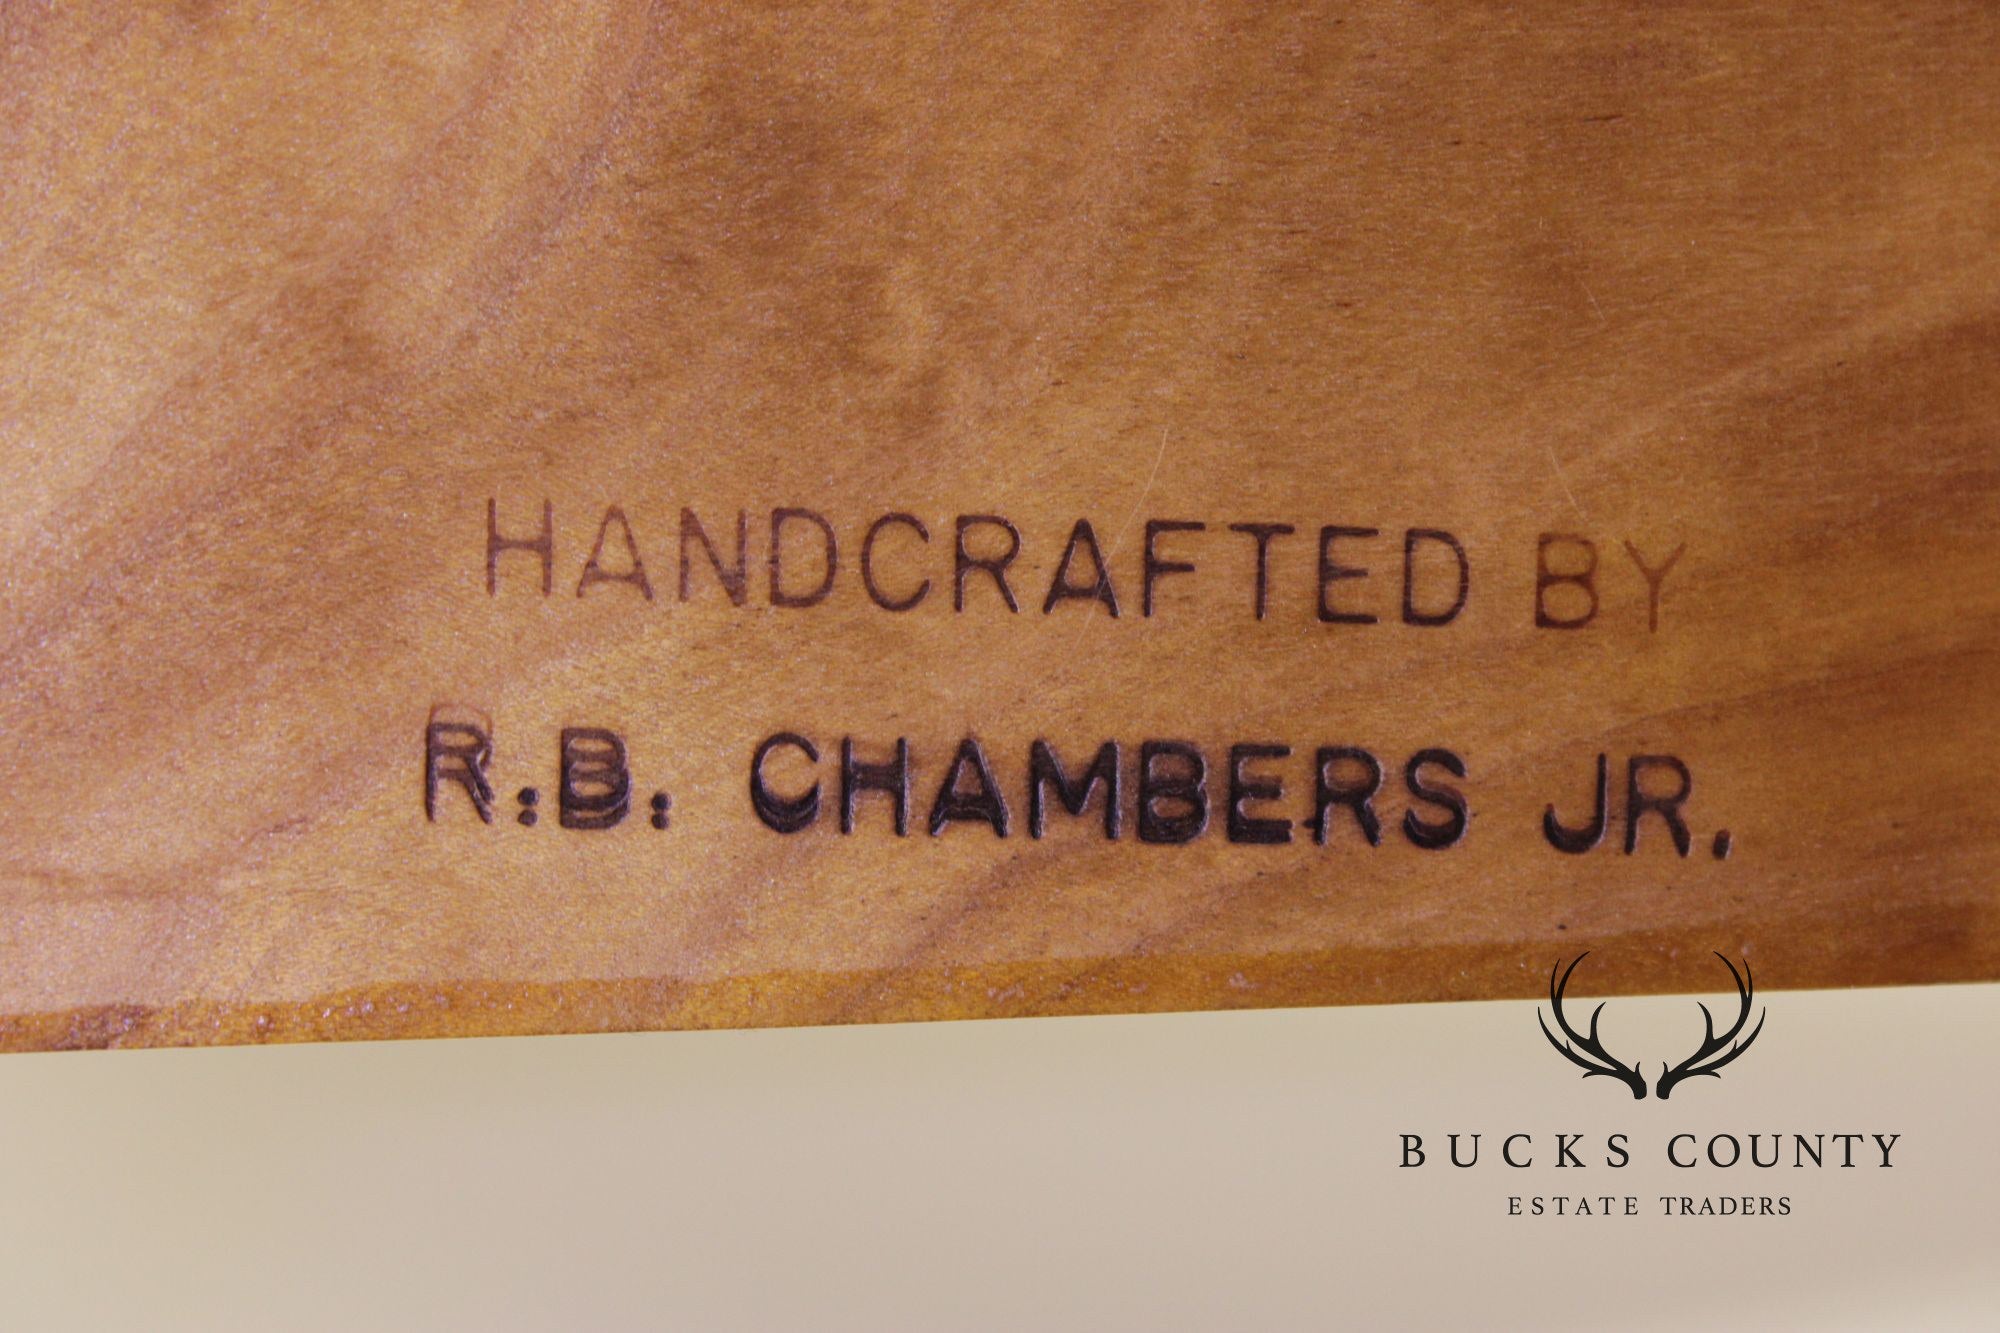 HANDCRAFTED BY
R.B. CHAMBERS JR.
BUCKS COUNTY
ESTATE TRADERS